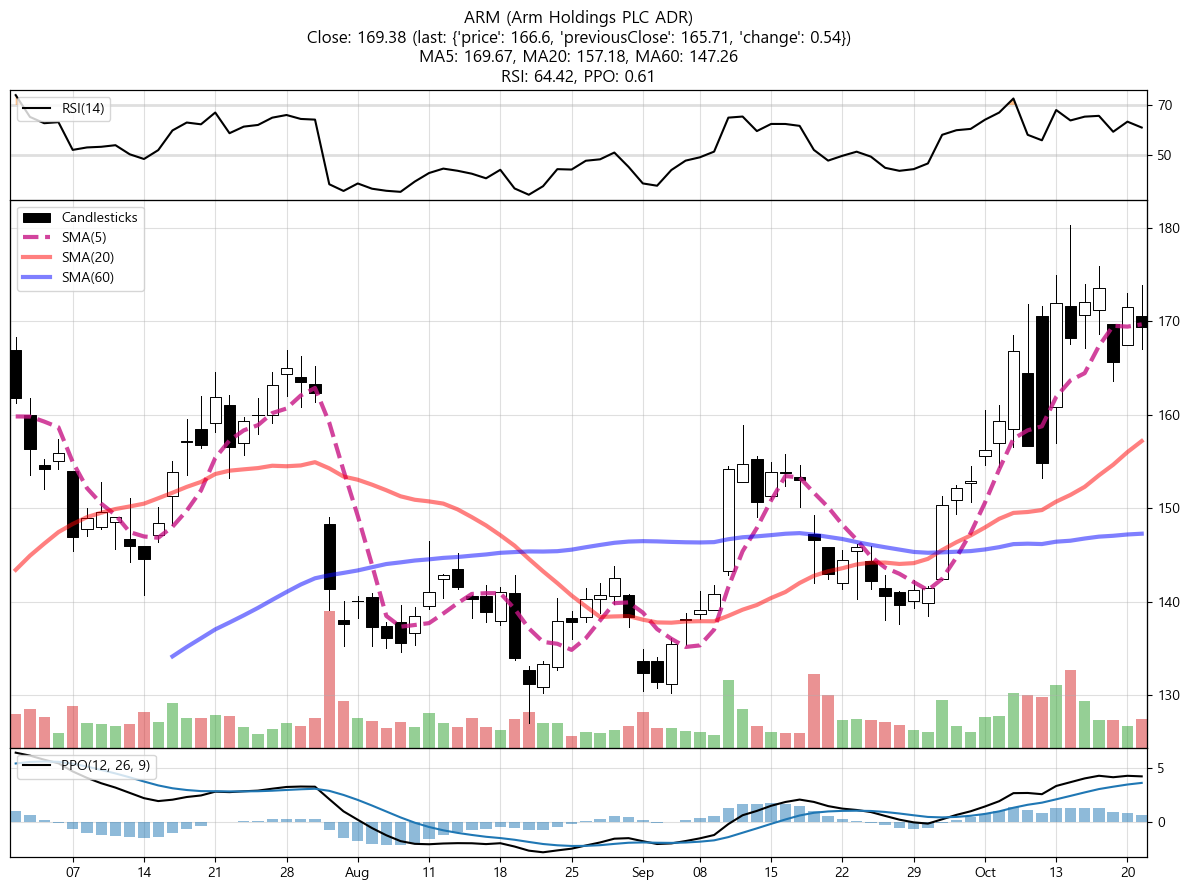 ARM (Arm Holdings PLC ADR)
Close: 169.38 (last: {'price': 166.6, 'previousClose': 165.71, 'change': 0.54})
MA5: 169.67, MA20: 157.18, MA60: 147.26
RSI: 64.42, PPO: 0.61
RSI(14)
70
50
Candlesticks
SMA(5)
SMA(20)
SMA(60)
180
170
160
150
140
130
PPO(12, 26, 9)
5
0
07 14 21 28 Aug 11 18 25 Sep 08 15 22 29 Oct 13 20